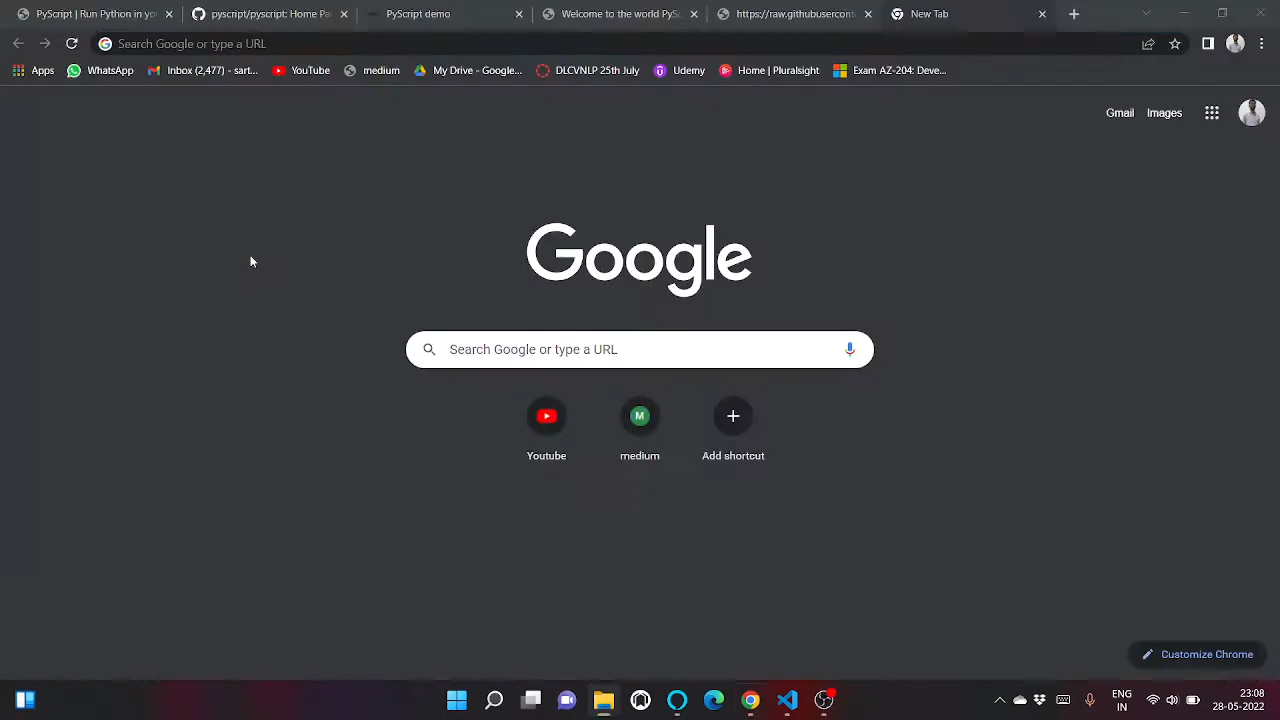 PyScript | Run Python in you
pyscript/pyscript: Home Pa
PyScript demo
Welcome to the world PySc
https://raw.githubusercont
New Tab
Search Google or type a URL
Apps
WhatsApp
Inbox (2,477) - sart...
YouTube
medium
My Drive - Google...
DLCVNLP 25th July
Udemy
Home | Pluralsight
Exam AZ-204: Deve...
Gmail
Images
Google
Search Google or type a URL
M
Youtube
medium
Add shortcut
Customize Chrome
ENG
IN
23:08
28-05-2022